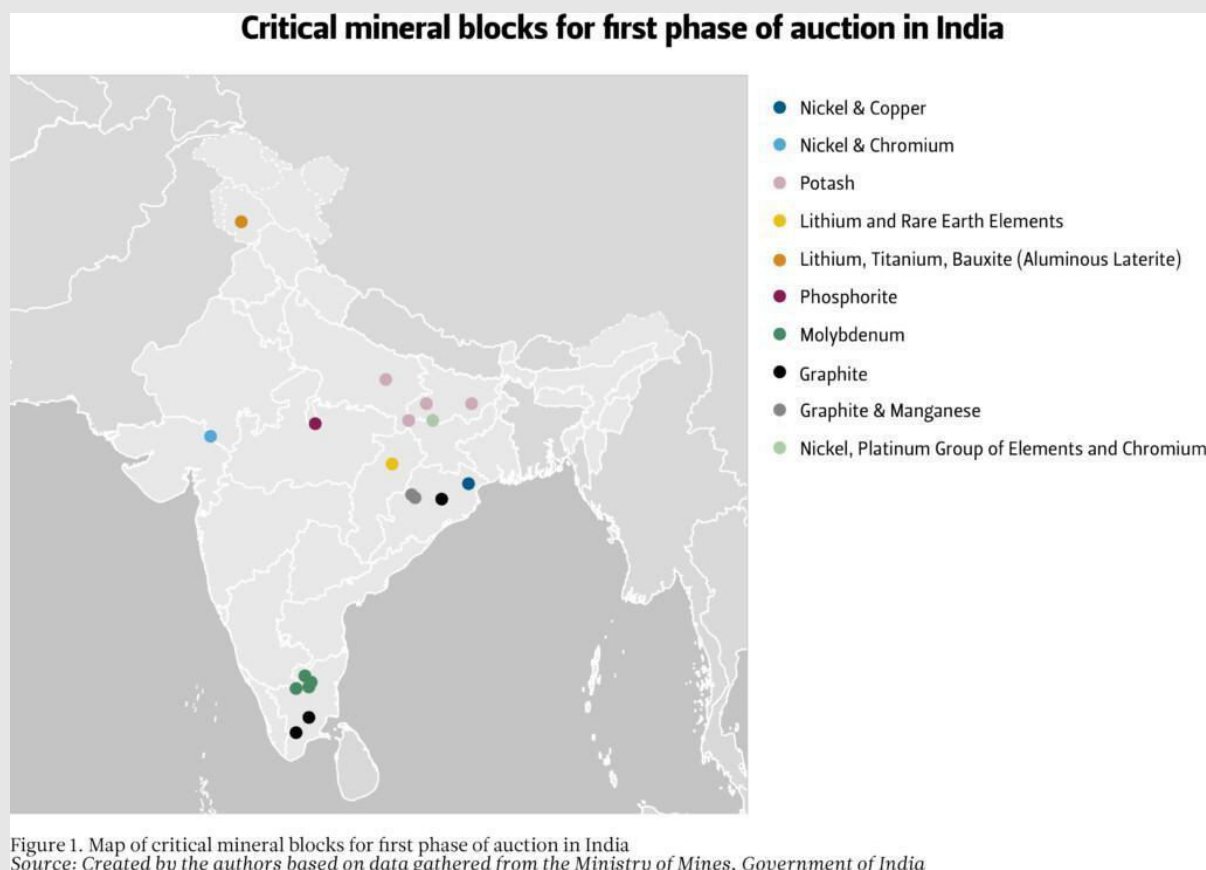 Critical mineral blocks for first phase of auction in India
Nickel & Copper
Nickel & Chromium
Potash
Lithium and Rare Earth Elements
Lithium, Titanium, Bauxite (Aluminous Laterite)
Phosphorite
Molybdenum
Graphite
Graphite & Manganese
Nickel, Platinum Group of Elements and Chromium
Figure 1. Map of critical mineral blocks for first phase of auction in India
Source: Created by the authors based on data gathered from the Ministry of Mines, Government of India